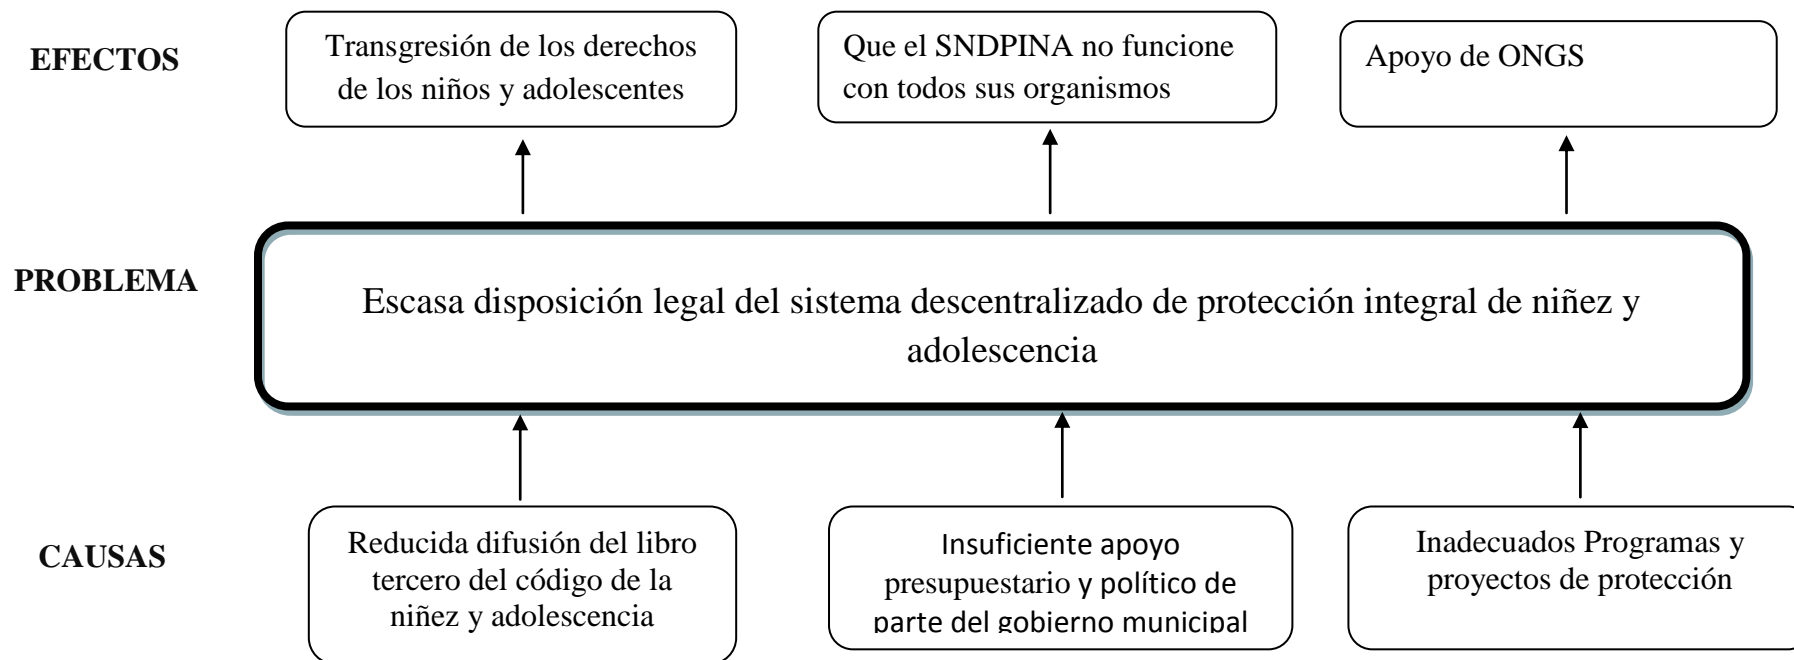 EFECTOS
Transgresión de los derechos
de los niños y adolescentes
Que el SNDPINA no funcione
con todos sus organismos
Apoyo de ONGS
PROBLEMA
Escasa disposición legal del sistema descentralizado de protección integral de niñez y
adolescencia
CAUSAS
Reducida difusión del libro
tercero del código de la
niñez y adolescencia
Insuficiente apoyo
presupuestario y político de
parte del gobierno municipal
Inadecuados Programas y
proyectos de protección